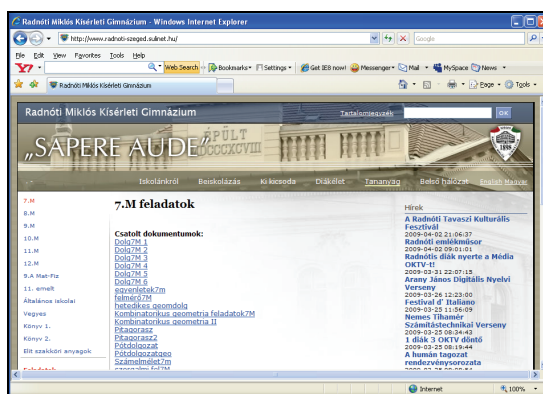 Radnóti Miklós Kísérleti Gimnázium - Windows Internet Explorer
http://www.radnoti-szeged.sulinet.hu/
Google
File Edit View Favorites Tools Help
Y7 Web Search Bookmarks Settings Get IE8 now! Messenger Mail MySpace News
Radnóti Miklós Kísérleti Gimnázium
Page Tools
Radnóti Miklós Kísérleti Gimnázium
Tartalomjegyzék
OK
„SAPERE AUDE”
ÉPÜLT
MDCCCXCVIII
1898
Iskolánkról Beiskolázás Ki kicsoda Diákélet Tananyag Belső hálózat English Magyar
7.M
8.M
9.M
10.M
11.M
12.M
9.A Mat-Fiz
11. emelt
Általános iskolai
Vegyes
Könyv 1.
Könyv 2.
Elit szakköri anyagok
Feladatok
7.M feladatok
Csatolt dokumentumok:
Dolg7M 1
Dolg7M 2
Dolg7M 3
Dolg7M 4
Dolg7M 5
Dolg7M 6
egyenletek7m
felmérő7M
hetedikes geomdolg
Kombinatorikus geometria feladatok7M
Kombinatorikus geometria II
Pitagorasz
Pitagorasz2
Pótdolgozat
Pótdolgozatgeo
Számelmélet7m
szorgalmi fel7M
Hírek
A Radnóti Tavaszi Kulturális
Fesztivál
2009-04-02 21:06:37
Radnóti emlékműsor
2009-04-02 09:01:01
Radnótis diák nyerte a Média
OKTV-t!
2009-03-31 22:07:15
Arany János Digitális Nyelvi
Verseny
2009-03-26 12:23:00
Festival d' Italiano
2009-03-25 11:56:09
Nemes Tihamér
Számítástechnikai Verseny
2009-03-25 08:34:43
1 diák 3 OKTV döntő
2009-03-25 08:19:44
A humán tagozat
rendezvénysorozata
Internet
100%